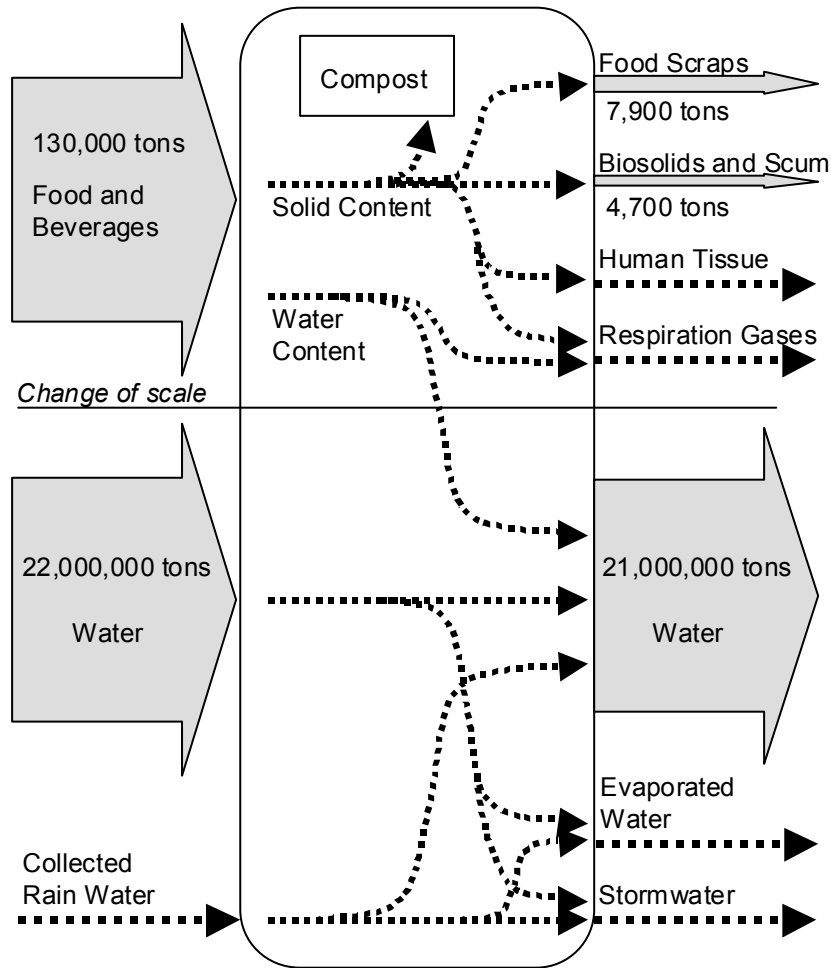 Compost
130,000 tons
Food and
Beverages
Solid Content
Water
Content
Food Scraps
7,900 tons
Biosolids and Scum
4,700 tons
Human Tissue
Respiration Gases
Change of scale
22,000,000 tons
Water
21,000,000 tons
Water
Collected
Rain Water
Evaporated
Water
Stormwater